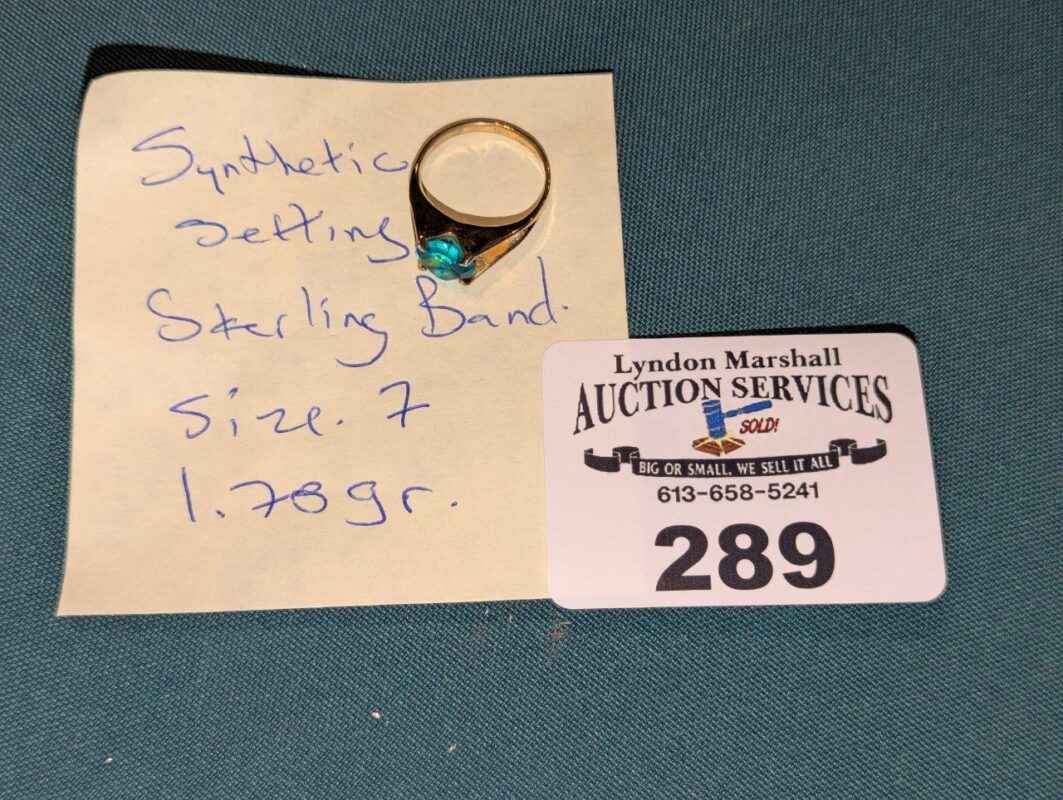 Synthetic
setting
Sterling Band.
Size. 7
1.78gr.
Lyndon Marshall
AUCTION SERVICES
SOLD!
BIG OR SMALL, WE SELL IT ALL
613-658-5241
289